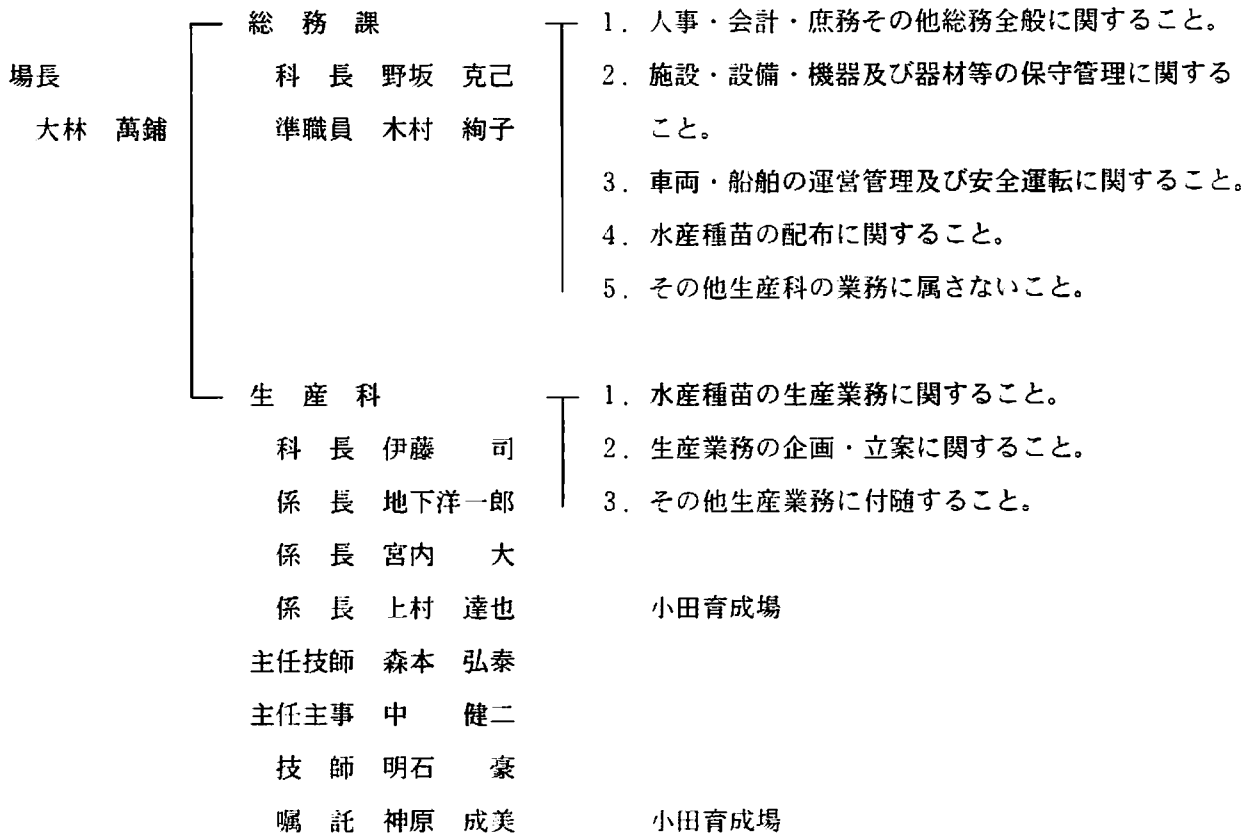 総務課
1. 人事・会計・庶務その他総務全般に関すること。
場長
科長 野坂 克己
2. 施設・設備・機器及び器材等の保守管理に関する
大林 萬鋪
準職員 木村 絢子
こと。
3. 車両・船舶の運営管理及び安全運転に関すること。
4. 水産種苗の配布に関すること。
5. その他生産科の業務に属さないこと。
生産科
1. 水産種苗の生産業務に関すること。
科長 伊藤 司
2. 生産業務の企画・立案に関すること。
係長 地下洋一郎
3. その他生産業務に付随すること。
係長 宮内 大
係長 上村 達也 小田育成場
主任技師 森本 弘泰
主任主事 中 健二
技師 明石 豪
嘱託 神原 成美 小田育成場